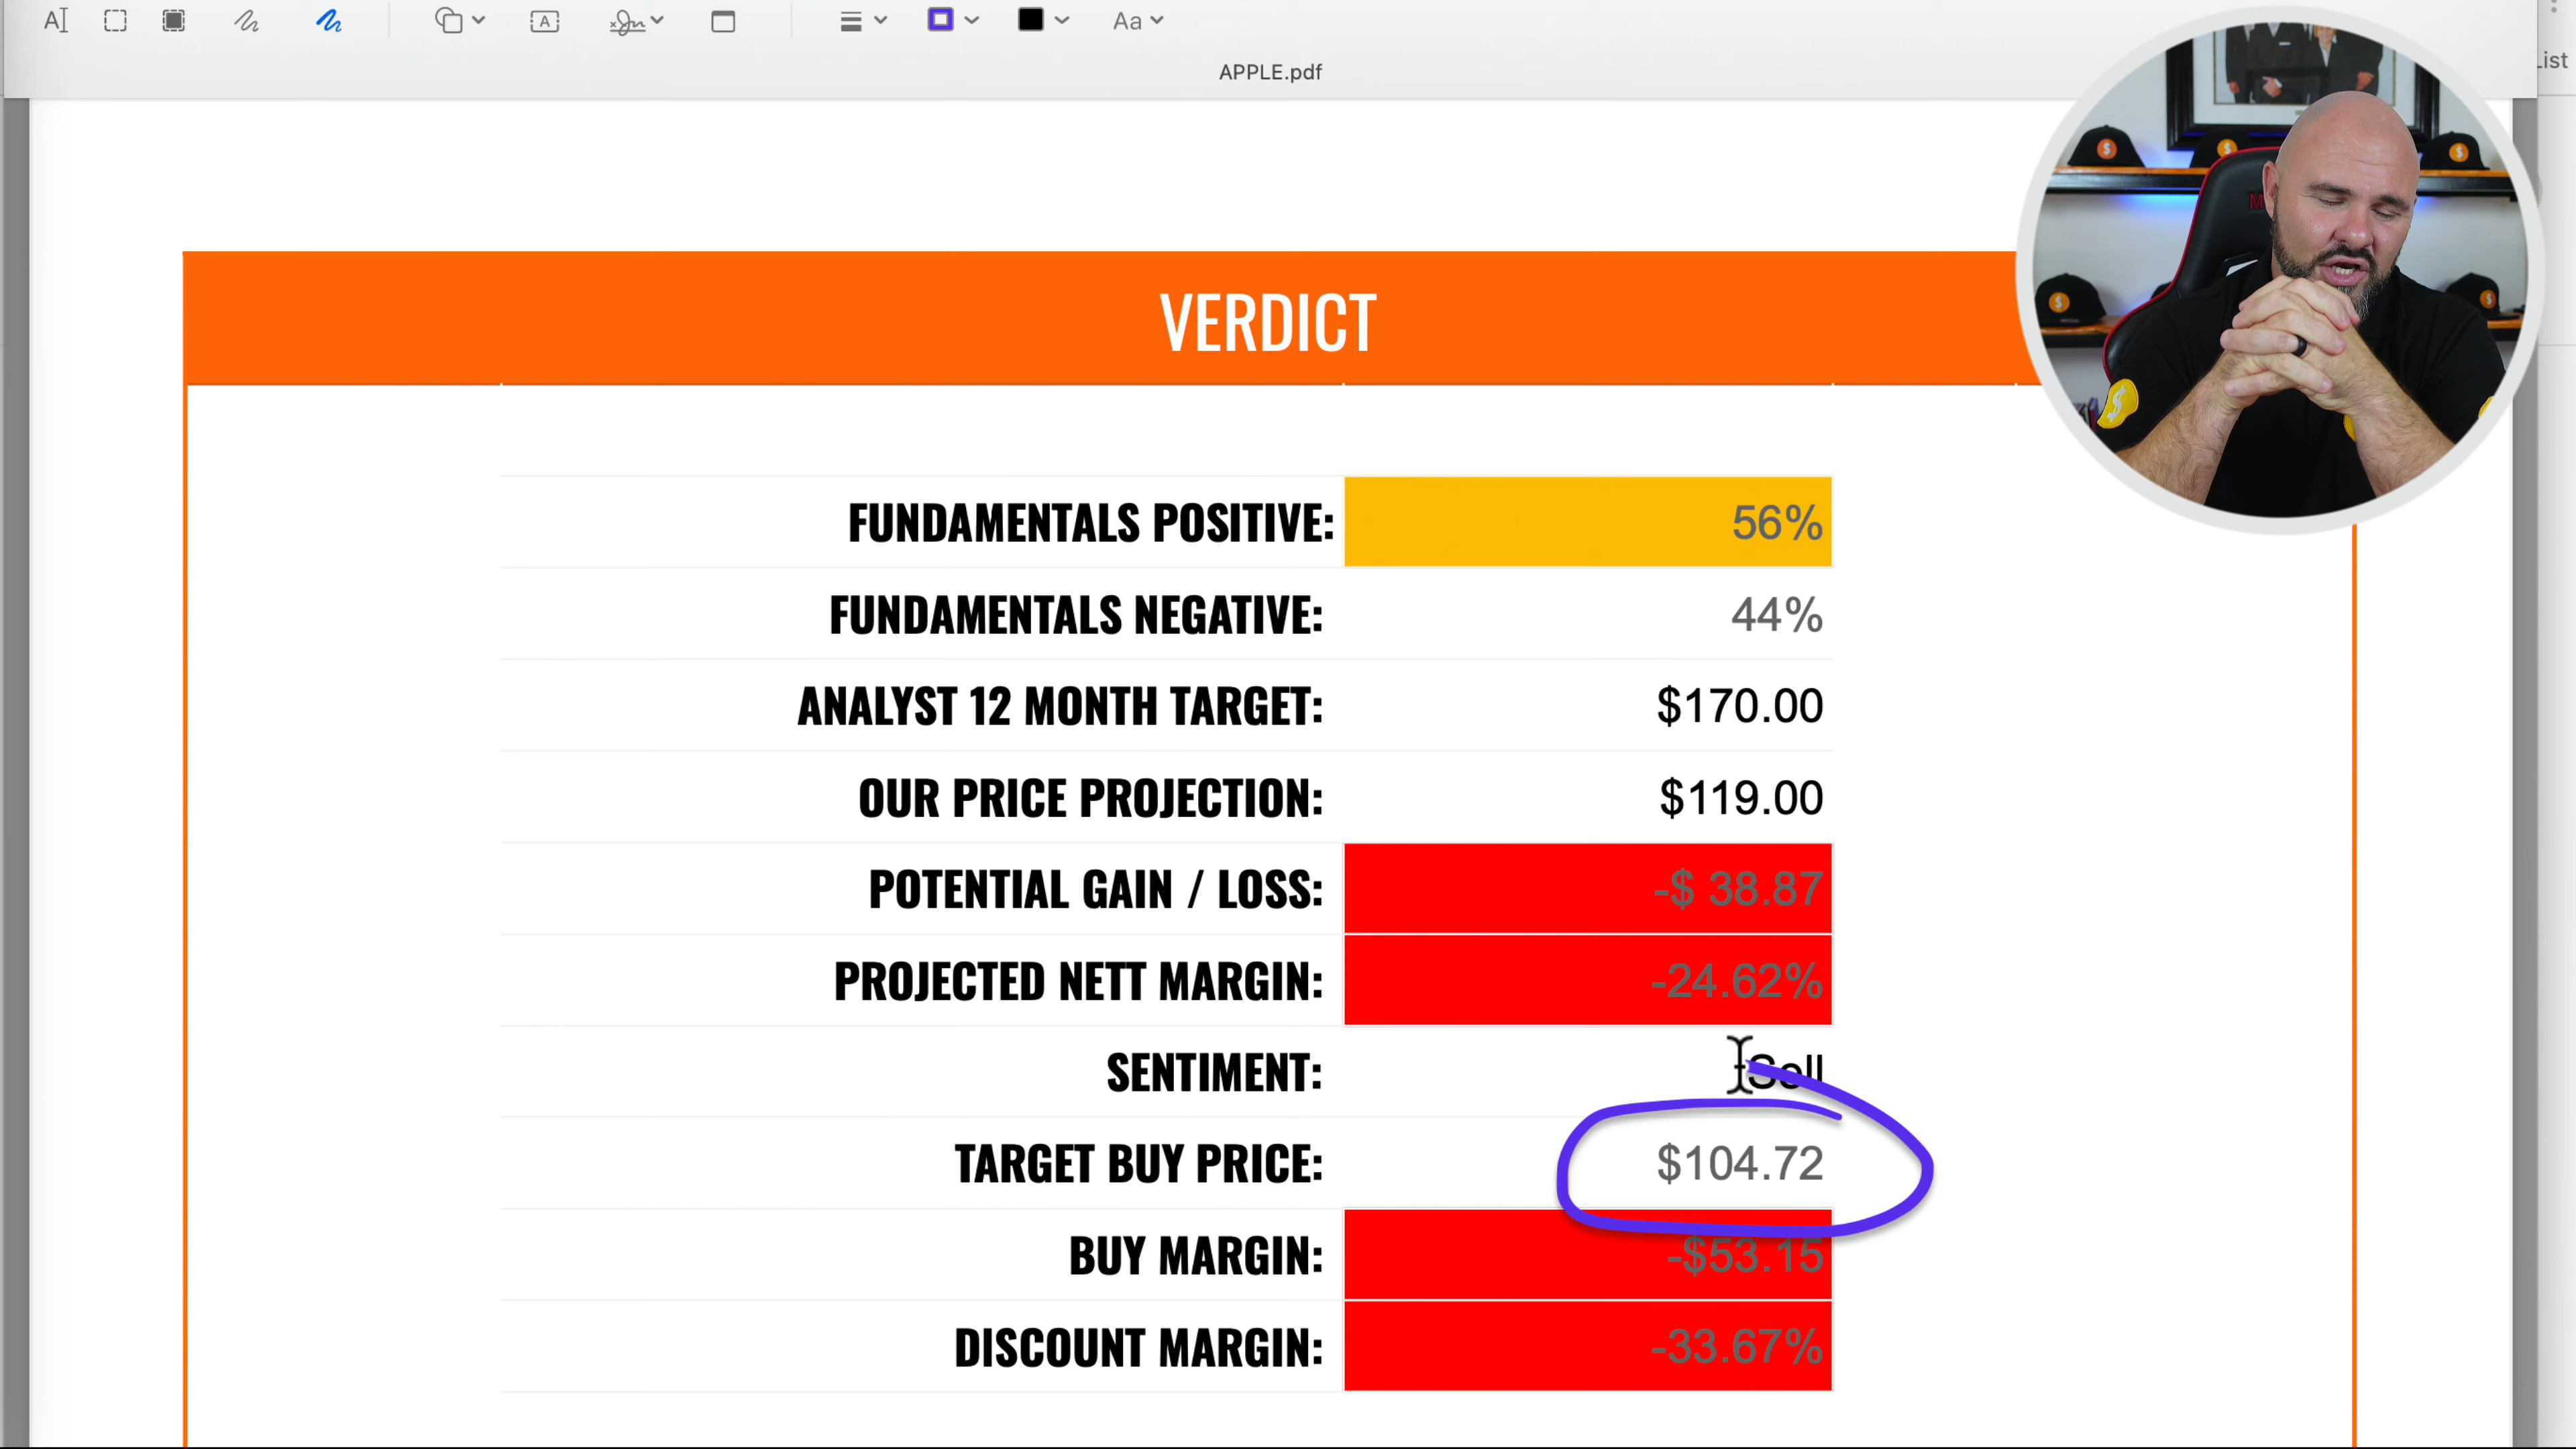 Aa
APPLE.pdf
List
VERDICT
FUNDAMENTALS POSITIVE: 56%
FUNDAMENTALS NEGATIVE: 44%
ANALYST 12 MONTH TARGET: $170.00
OUR PRICE PROJECTION: $119.00
POTENTIAL GAIN / LOSS: -$ 38.87
PROJECTED NETT MARGIN: -24.62%
SENTIMENT: Sell
TARGET BUY PRICE: $104.72
BUY MARGIN: -$53.15
DISCOUNT MARGIN: -33.67%